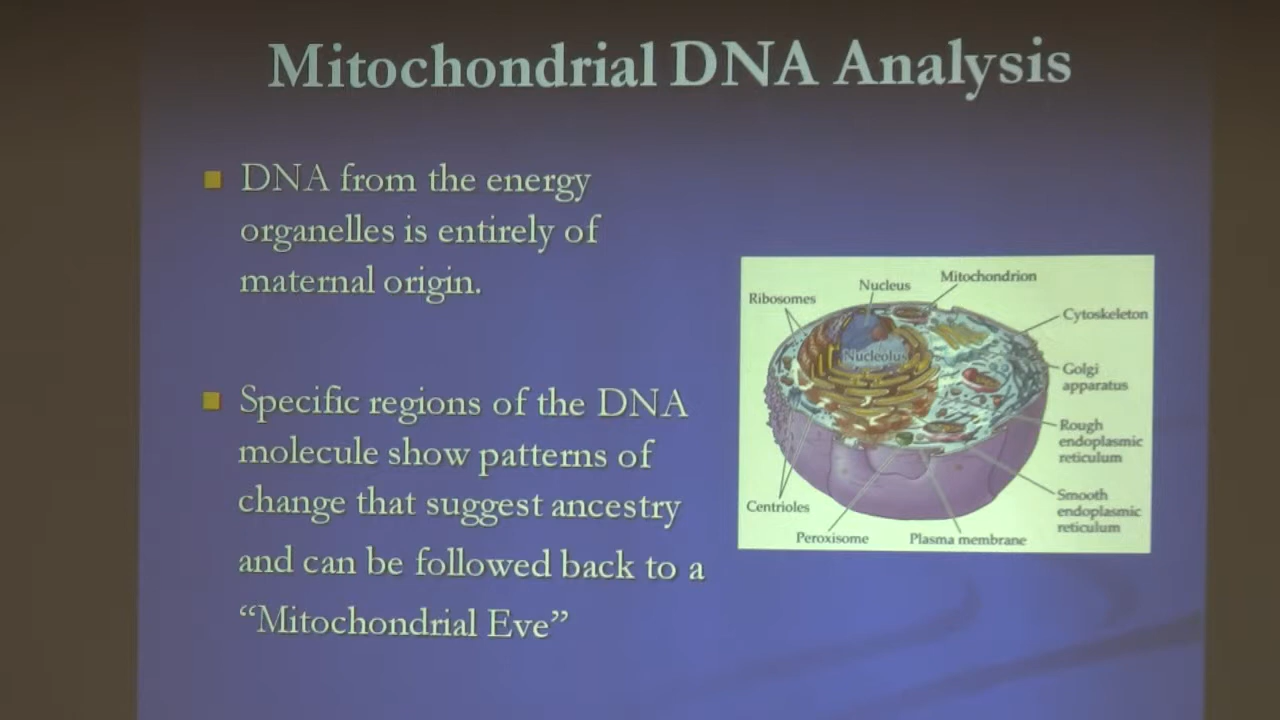 Mitochondrial DNA Analysis
DNA from the energy
organelles is entirely of
maternal origin.
Specific regions of the DNA
molecule show patterns of
change that suggest ancestry
and can be followed back to a
“Mitochondrial Eve”
Mitochondrion
Nucleus
Ribosomes
Cytoskeleton
Nucleolus
Golgi
apparatus
Rough
endoplasmic
reticulum
Smooth
endoplasmic
reticulum
Centrioles
Peroxisome
Plasma membrane